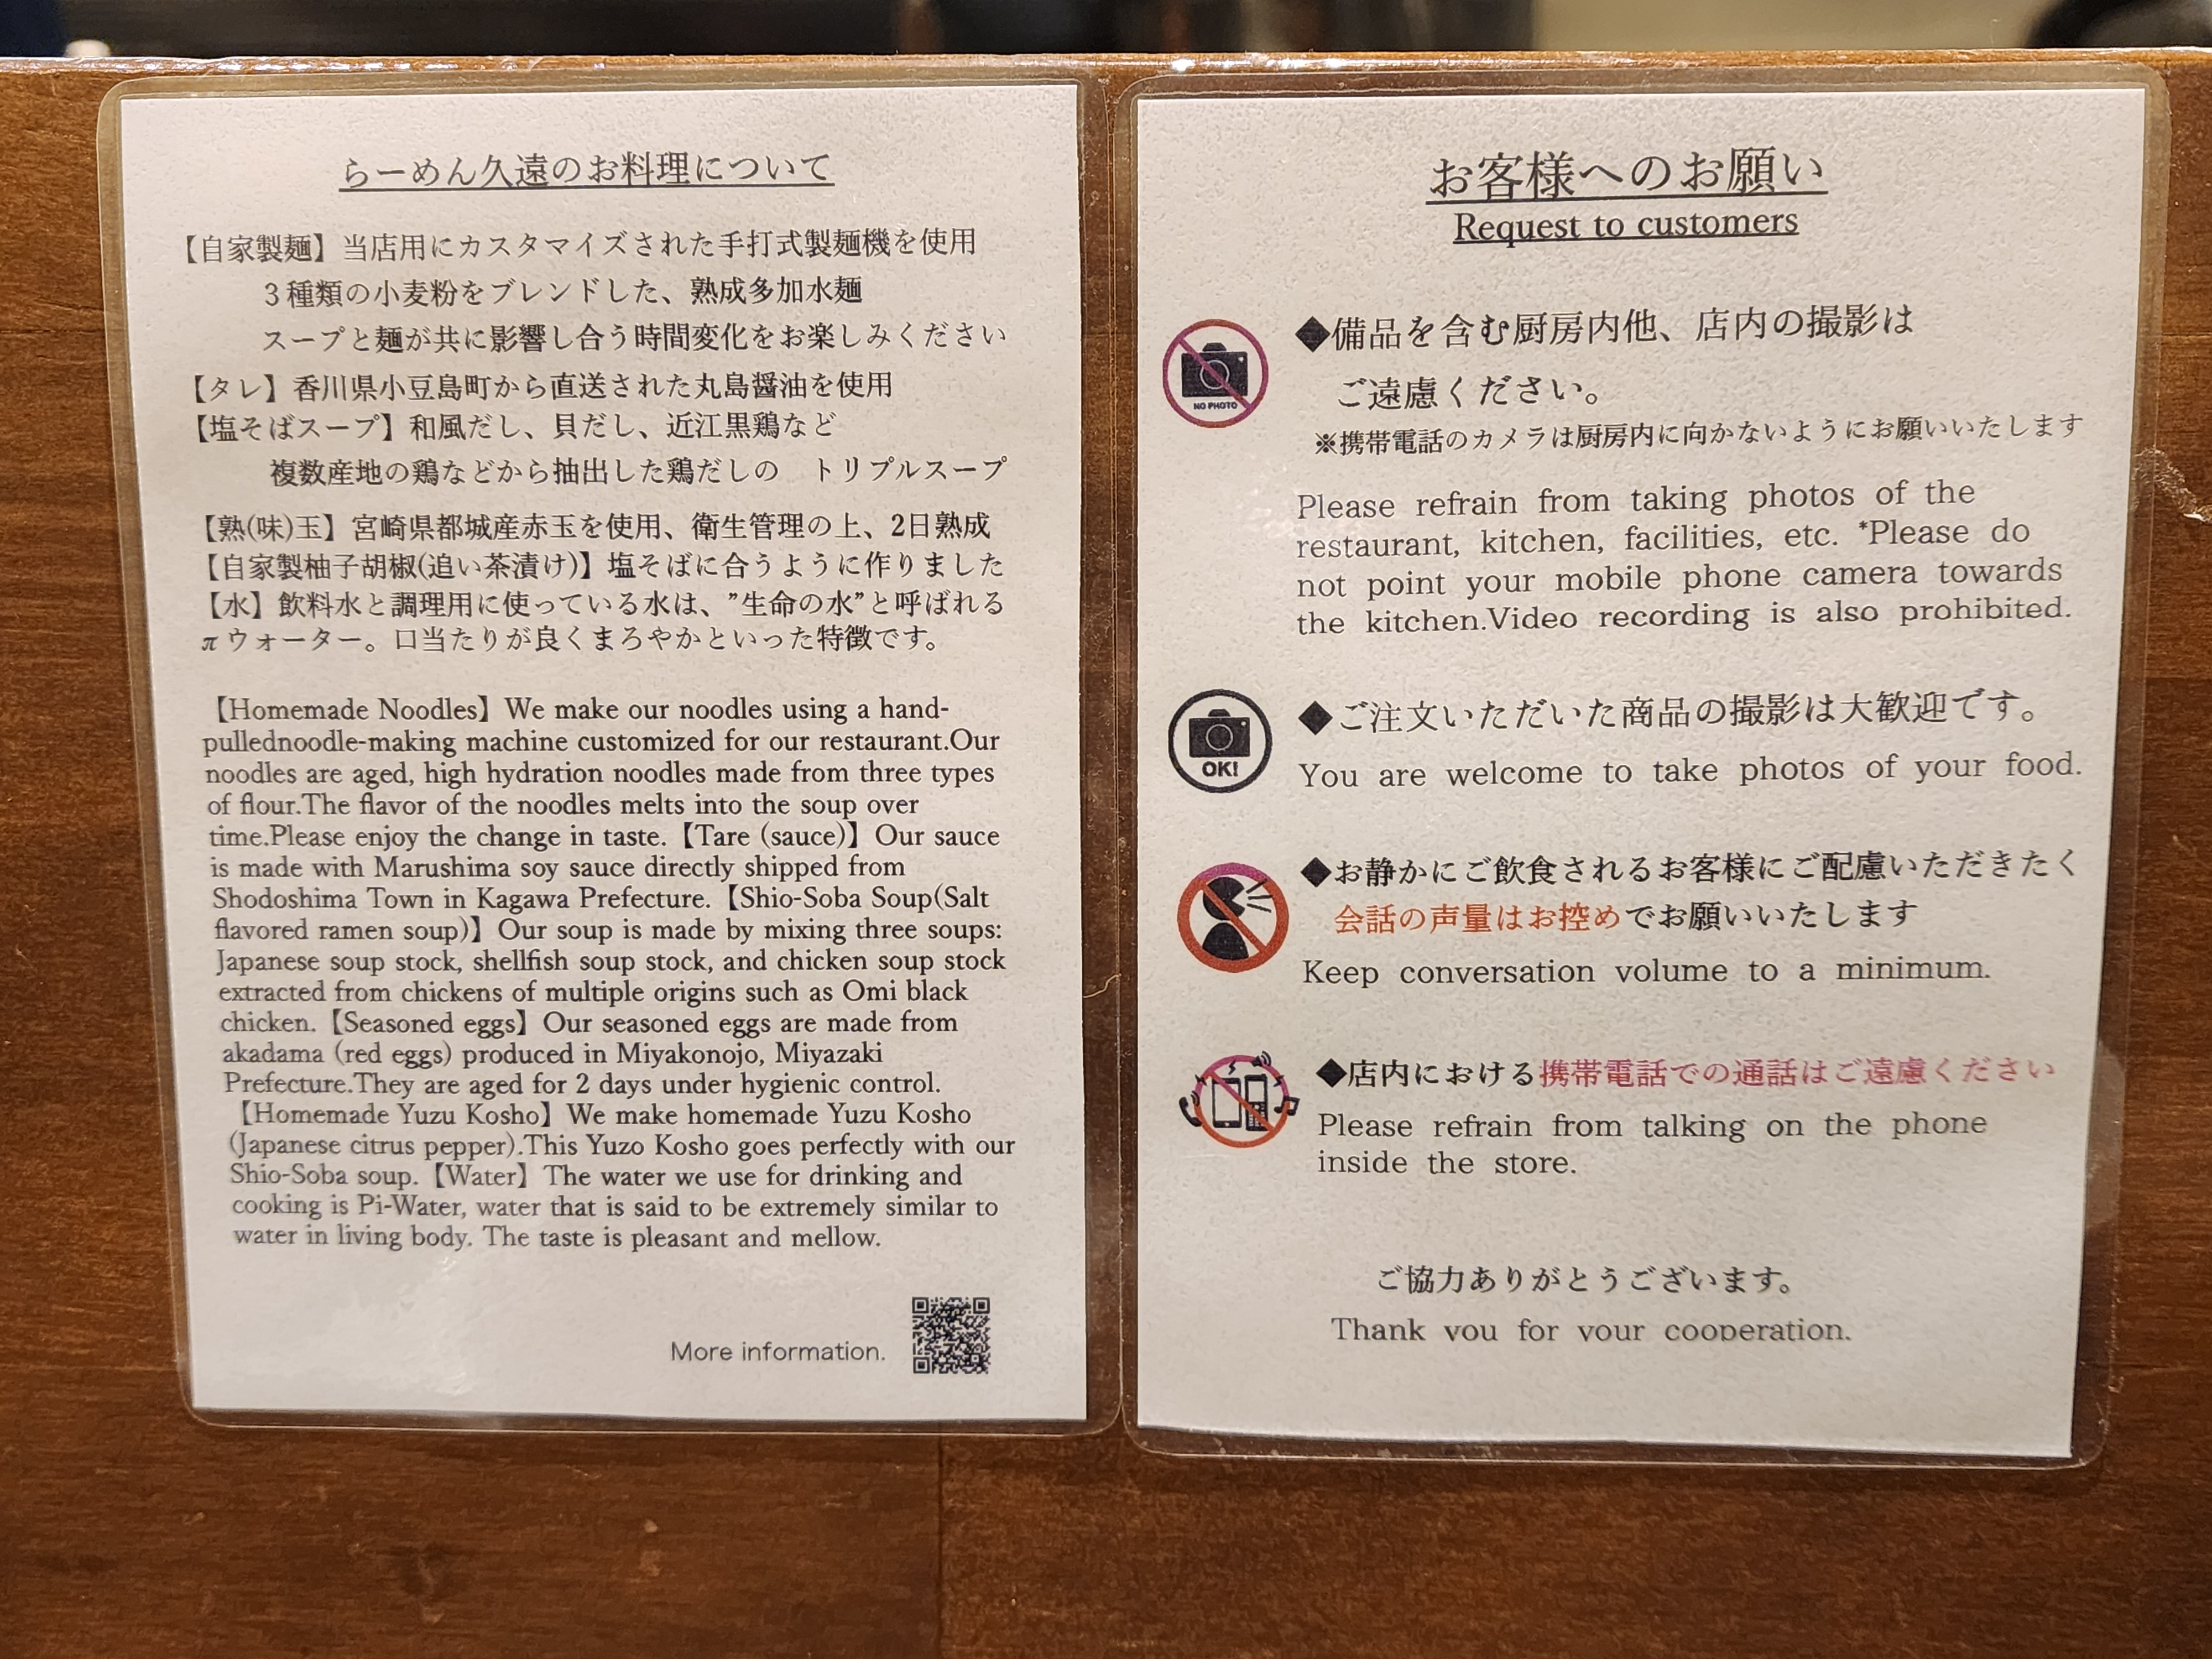 らーめん久遠のお料理について
【自家製麺】当店用にカスタマイズされた手打式製麺機を使用
３種類の小麦粉をブレンドした、熟成多加水麺
スープと麺が共に影響し合う時間変化をお楽しみください
【タレ】香川県小豆島町から直送された丸島醤油を使用
【塩そばスープ】和風だし、貝だし、近江黒鶏など
複数産地の鶏などから抽出した鶏だしの　トリプルスープ
【熟(味)玉】宮崎県都城産赤玉を使用、衛生管理の上、2日熟成
【自家製柚子胡椒(追い茶漬け)】塩そばに合うように作りました
【水】飲料水と調理用に使っている水は、”生命の水”と呼ばれる
πウォーター。口当たりが良くまろやかといった特徴です。
【Homemade Noodles】We make our noodles using a hand-
pullednoodle-making machine customized for our restaurant.Our
noodles are aged, high hydration noodles made from three types
of flour.The flavor of the noodles melts into the soup over
time.Please enjoy the change in taste.【Tare (sauce)】Our sauce
is made with Marushima soy sauce directly shipped from
Shodoshima Town in Kagawa Prefecture.【Shio-Soba Soup(Salt
flavored ramen soup)】Our soup is made by mixing three soups:
Japanese soup stock, shellfish soup stock, and chicken soup stock
extracted from chickens of multiple origins such as Omi black
chicken.【Seasoned eggs】Our seasoned eggs are made from
akadama (red eggs) produced in Miyakonojo, Miyazaki
Prefecture.They are aged for 2 days under hygienic control.
【Homemade Yuzu Kosho】We make homemade Yuzu Kosho
(Japanese citrus pepper).This Yuzo Kosho goes perfectly with our
Shio-Soba soup.【Water】The water we use for drinking and
cooking is Pi-Water, water that is said to be extremely similar to
water in living body. The taste is pleasant and mellow.
More information.
お客様へのお願い
Request to customers
NO PHOTO
◆備品を含む厨房内他、店内の撮影は
ご遠慮ください。
※携帯電話のカメラは厨房内に向かないようにお願いいたします
Please refrain from taking photos of the
restaurant, kitchen, facilities, etc. *Please do
not point your mobile phone camera towards
the kitchen.Video recording is also prohibited.
OK!
◆ご注文いただいた商品の撮影は大歓迎です。
You are welcome to take photos of your food.
◆お静かにご飲食されるお客様にご配慮いただきたく
会話の声量はお控めでお願いいたします
Keep conversation volume to a minimum.
◆店内における携帯電話での通話はご遠慮ください
Please refrain from talking on the phone
inside the store.
ご協力ありがとうございます。
Thank you for your cooperation.